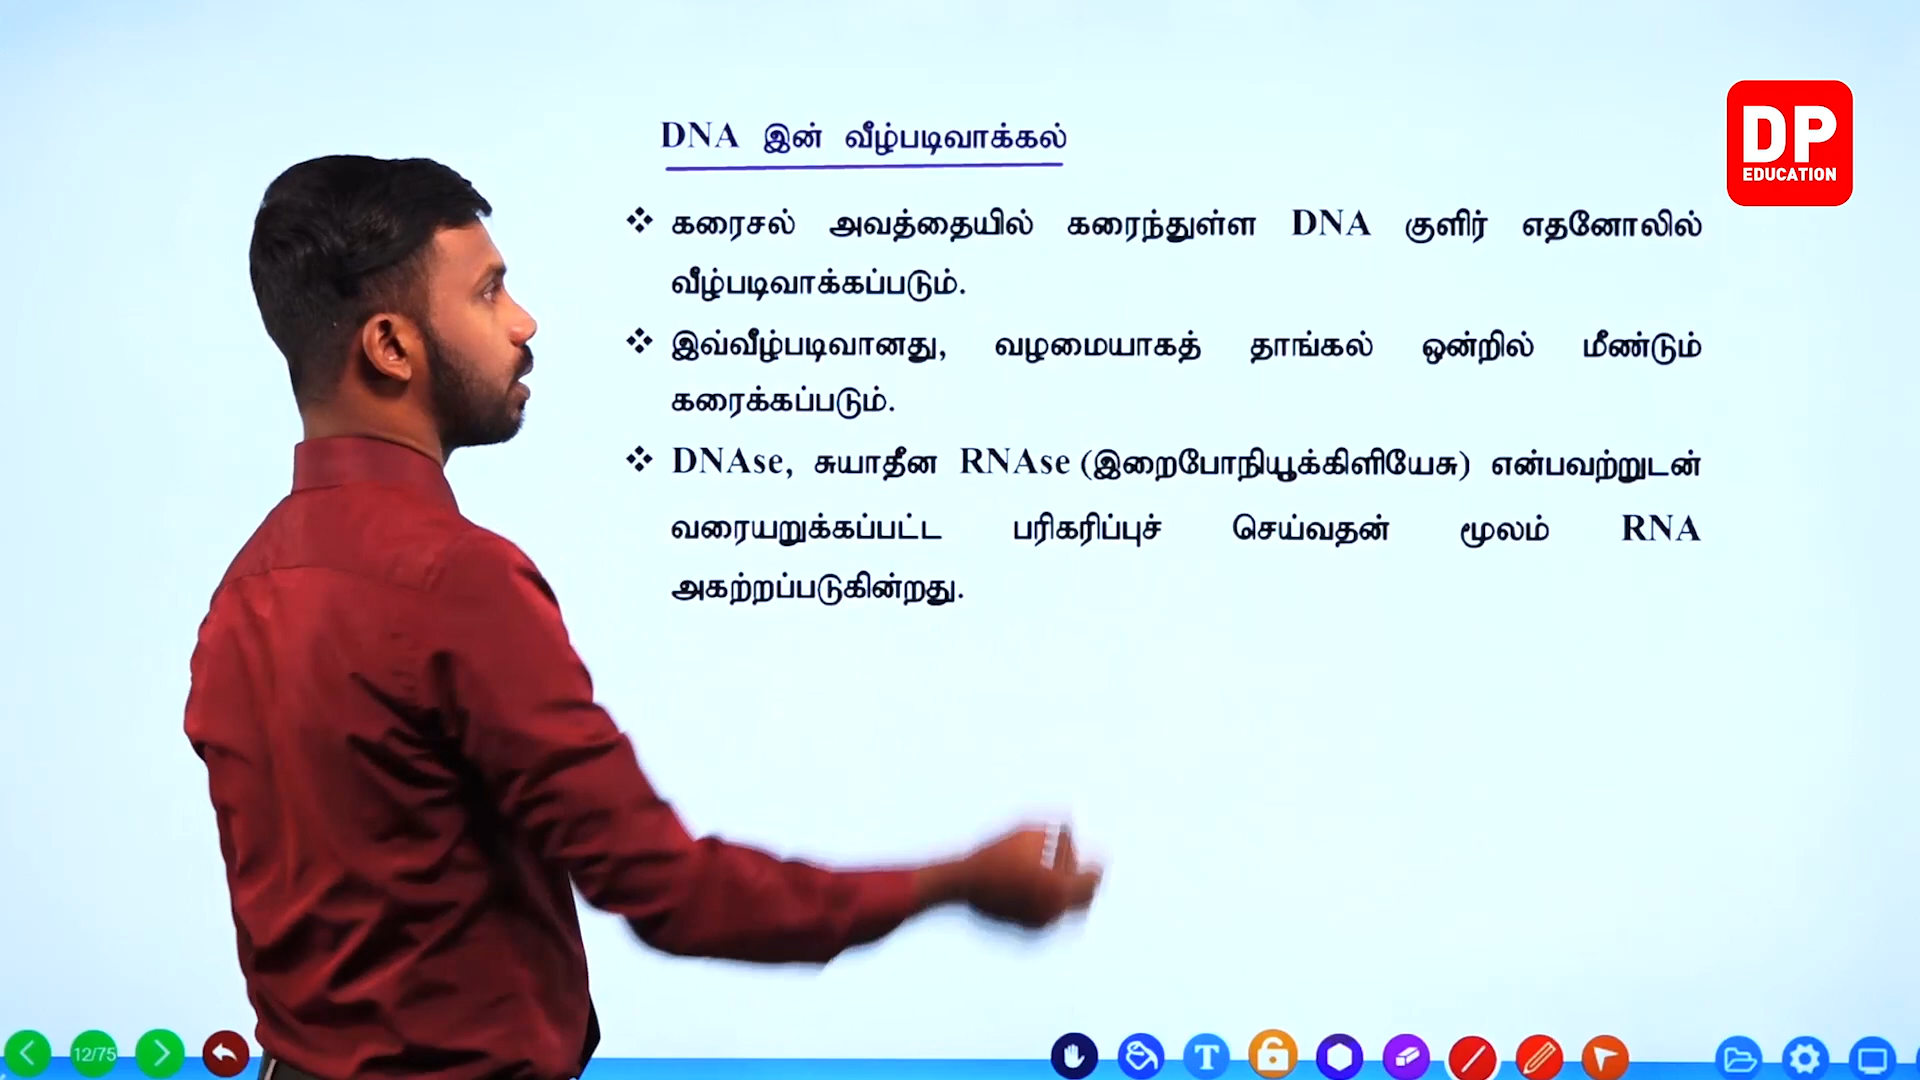 DNA இன் வீழ்படிவாக்கல்
DP
EDUCATION
❖ கரைசல் அவத்தையில் கரைந்துள்ள DNA குளிர் எதனோலில்
வீழ்படிவாக்கப்படும்.
❖ இவ்வீழ்படிவானது, வழமையாகத் தாங்கல் ஒன்றில் மீண்டும்
கரைக்கப்படும்.
❖ DNAse, சுயாதீன RNAse (இறைபோநியூக்கிளியேசு) என்பவற்றுடன்
வரையறுக்கப்பட்ட பரிகரிப்புச் செய்வதன் மூலம் RNA
அகற்றப்படுகின்றது.
12/75
T